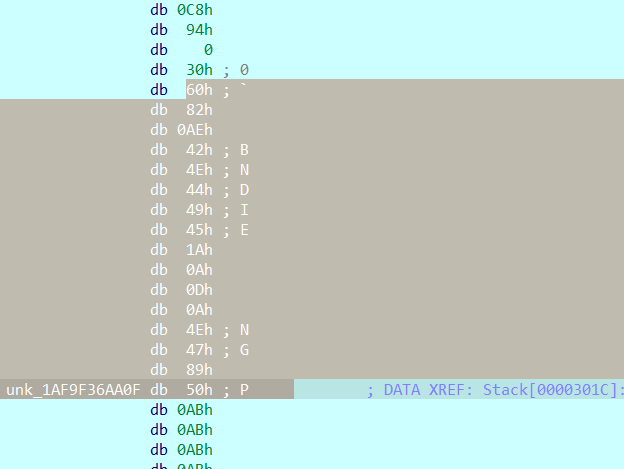 db 0C8h
db 94h
db 0
db 30h ; 0
db 60h ; `
db 82h
db 0AEh
db 42h ; B
db 4Eh ; N
db 44h ; D
db 49h ; I
db 45h ; E
db 1Ah
db 0Ah
db 0Dh
db 0Ah
db 4Eh ; N
db 47h ; G
db 89h
unk_1AF9F36AA0F db 50h ; P ; DATA XREF: Stack[0000301C]:
db 0ABh
db 0ABh
db 0ABh
db 0ABh